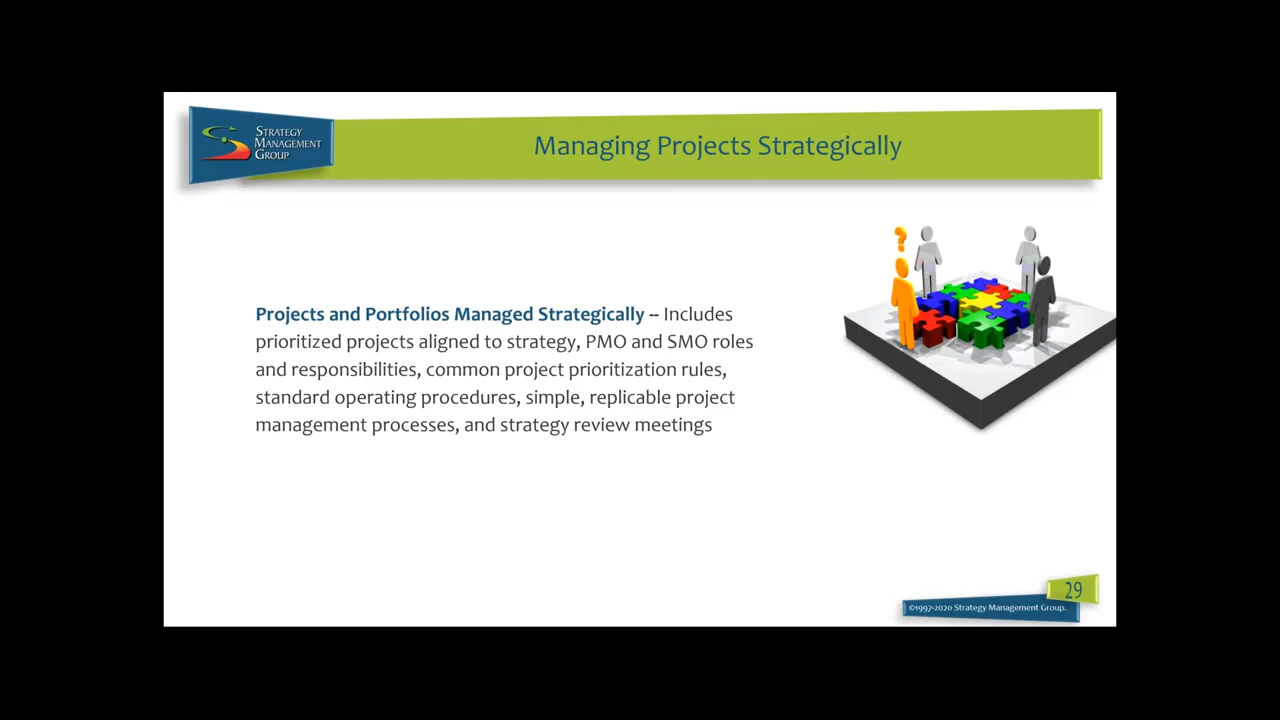 STRATEGY
MANAGEMENT
GROUP
Managing Projects Strategically
?
Projects and Portfolios Managed Strategically -- Includes
prioritized projects aligned to strategy, PMO and SMO roles
and responsibilities, common project prioritization rules,
standard operating procedures, simple, replicable project
management processes, and strategy review meetings
29
©1997-2020 Strategy Management Group.